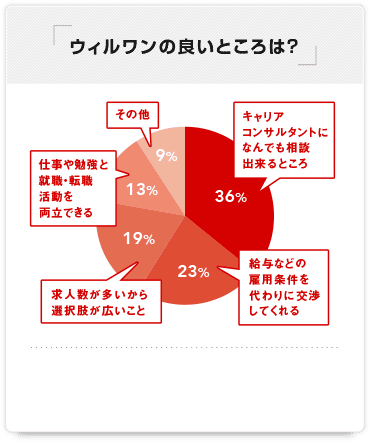 ウィルワンの良いところは?
その他
キャリア
コンサルタントに
なんでも相談
出来るところ
仕事や勉強と
就職・転職
活動を
両立できる
9%
13%
36%
19%
23%
給与などの
雇用条件を
代わりに交渉
してくれる
求人数が多いから
選択肢が広いこと